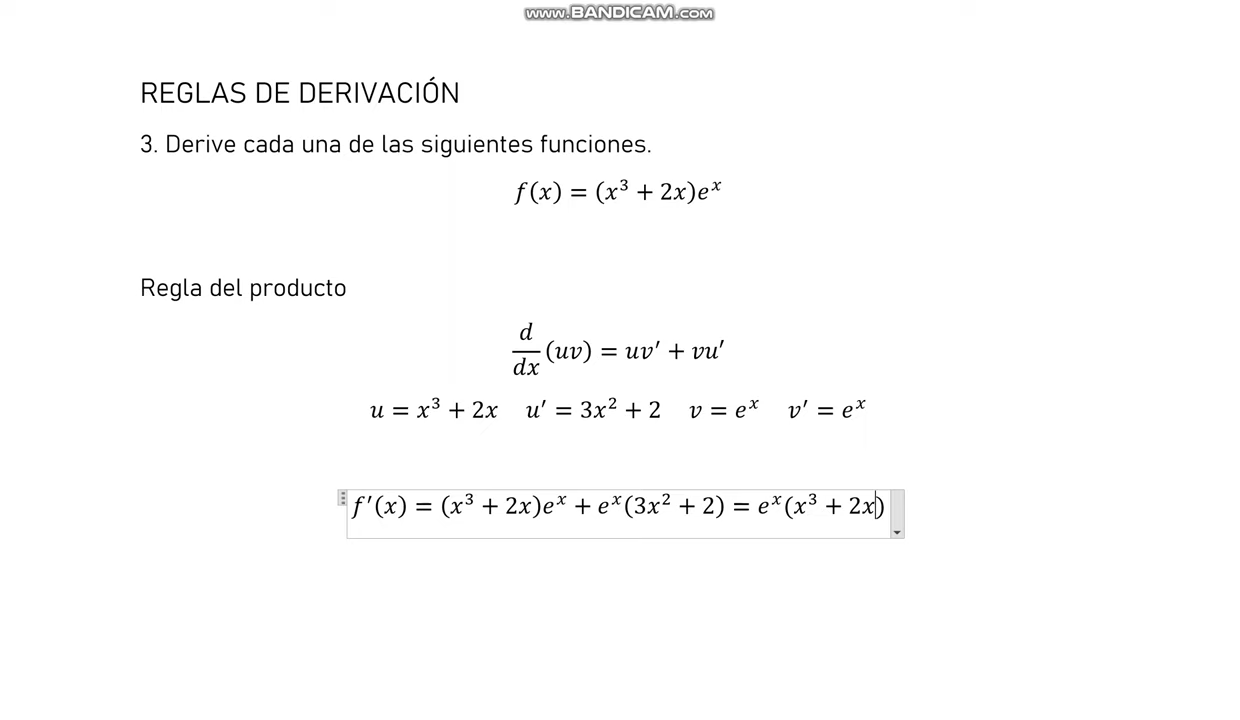 www.BANDICAM.com
REGLAS DE DERIVACIÓN
3. Derive cada una de las siguientes funciones.
f(x) = (x³ + 2x)eˣ
Regla del producto
d/dx (uv) = uv′ + vu′
u = x³ + 2x u′ = 3x² + 2 v = eˣ v′ = eˣ
f′(x) = (x³ + 2x)eˣ + eˣ(3x² + 2) = eˣ(x³ + 2x)